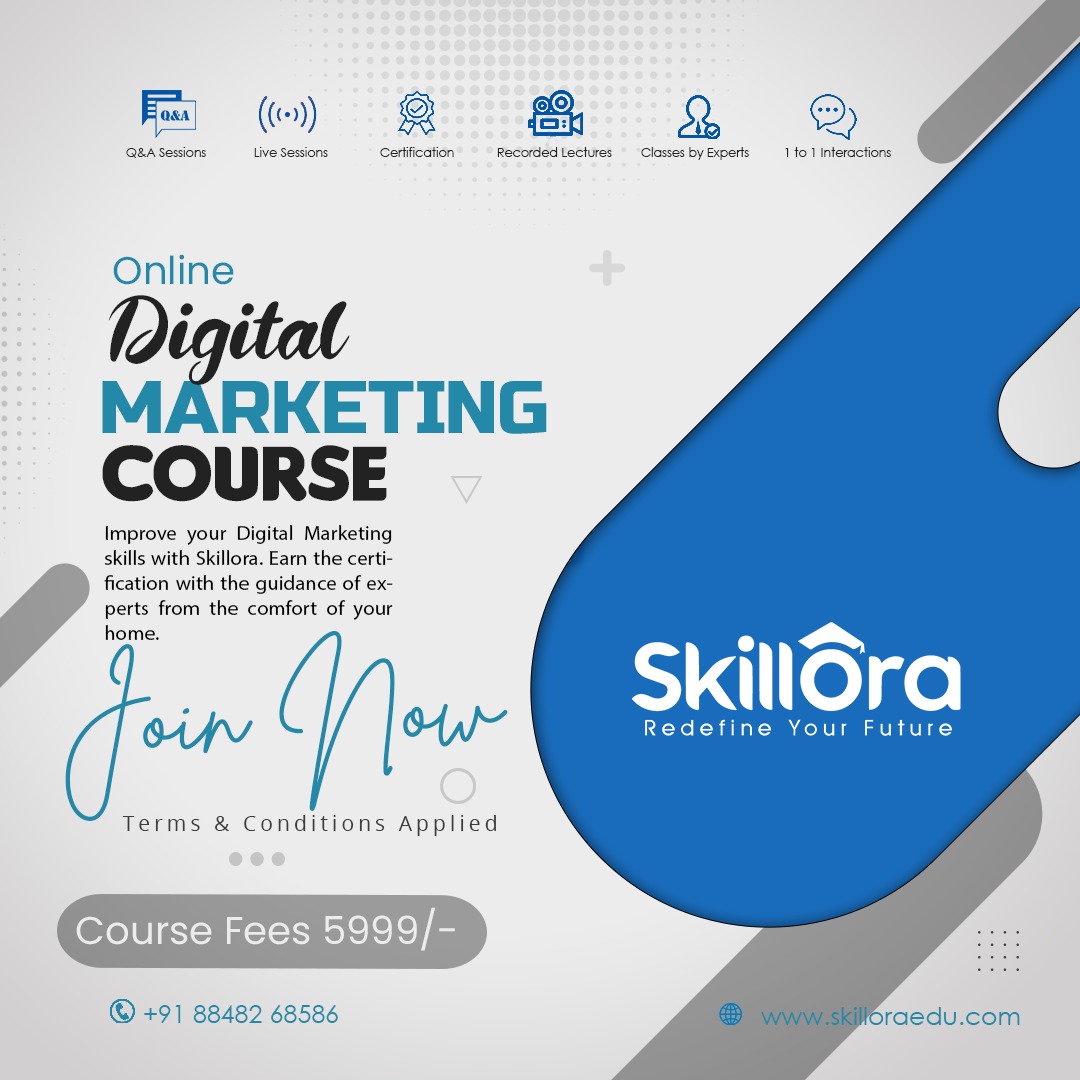 Q&A
Q&A Sessions
Live Sessions
Certification
Recorded Lectures
Classes by Experts
1 to 1 Interactions
Online
Digital
MARKETING
COURSE
Improve your Digital Marketing
skills with Skillora. Earn the certi-
fication with the guidance of ex-
perts from the comfort of your
home.
Join Now
Terms & Conditions Applied
SkillOra
Redefine Your Future
Course Fees 5999/-
+91 88482 68586
www.skilloraedu.com